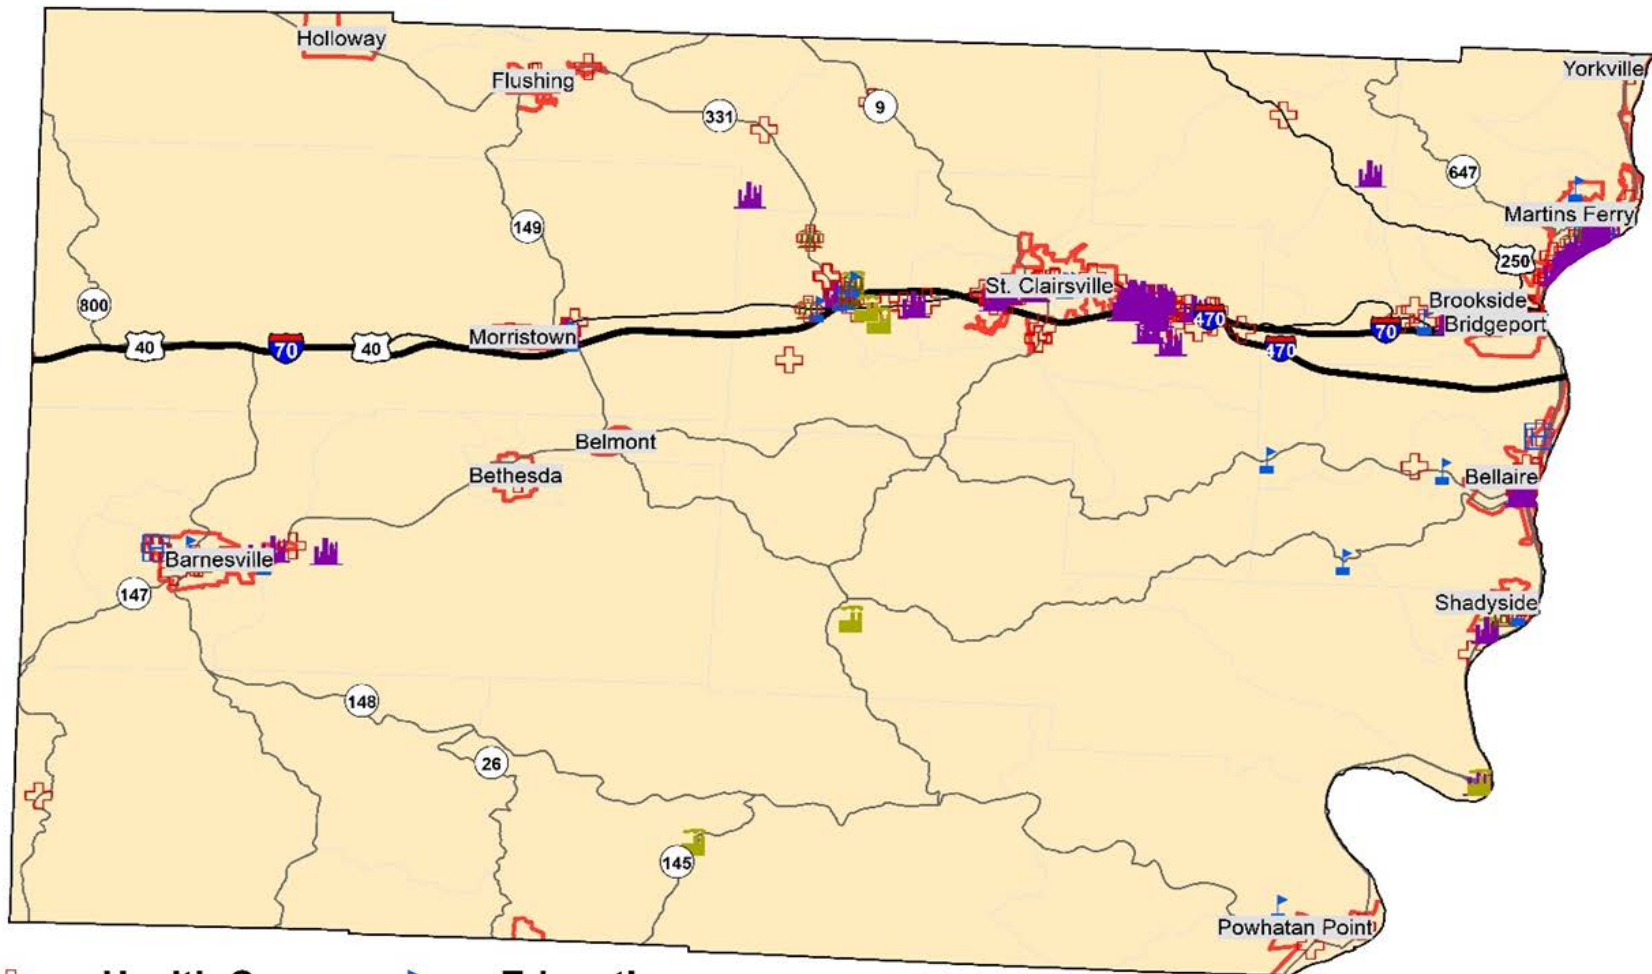 Holloway
Yorkville
Flushing
9
331
647
Martins Ferry
149
250
St. Clairsville
800
Brookside
470
70
Bridgeport
Morristown
40
70
40
470
Belmont
Bethesda
Bellaire
Barnesville
147
Shadyside
148
26
145
Powhatan Point